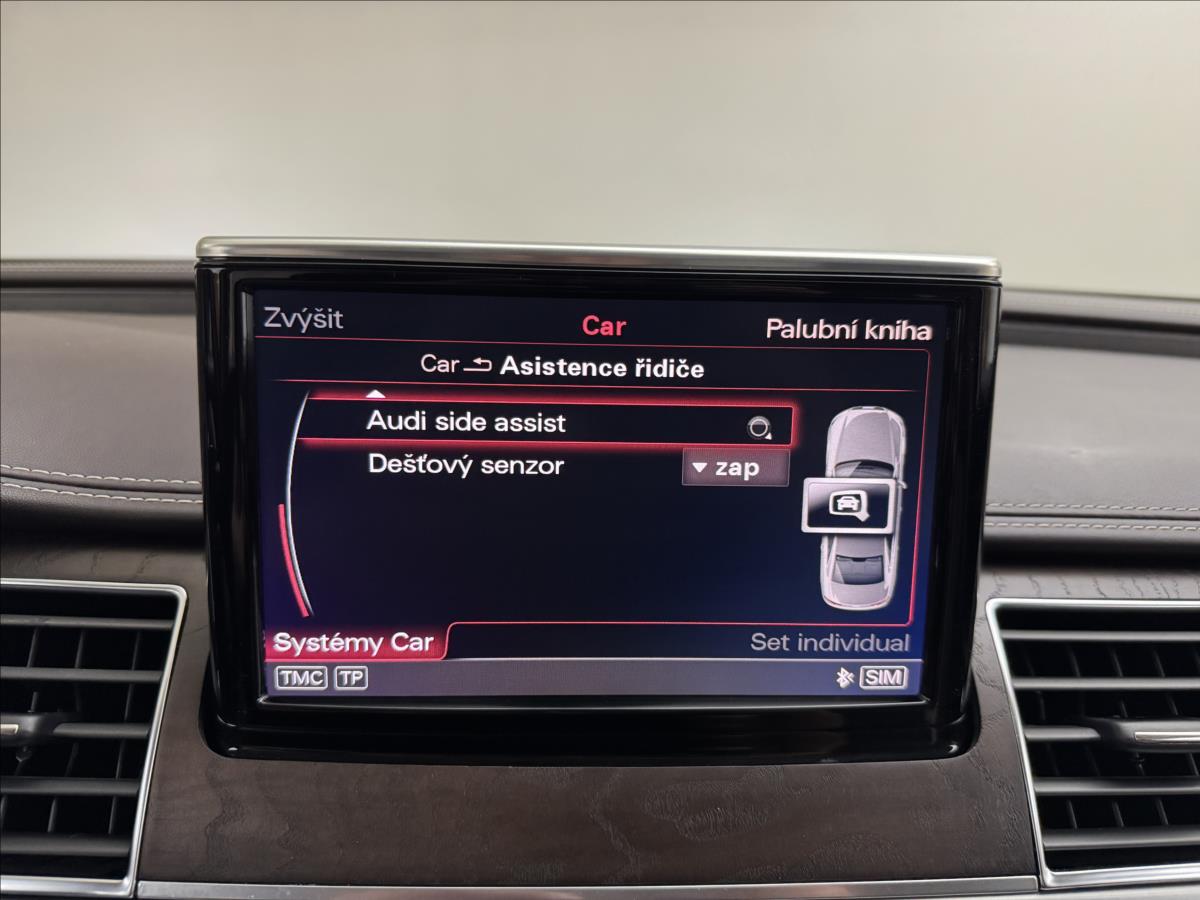 Zvýšit Car Palubní kniha
Car Asistence řidiče
Audi side assist
Dešťový senzor zap
Systémy Car Set individual
TMC TP SIM